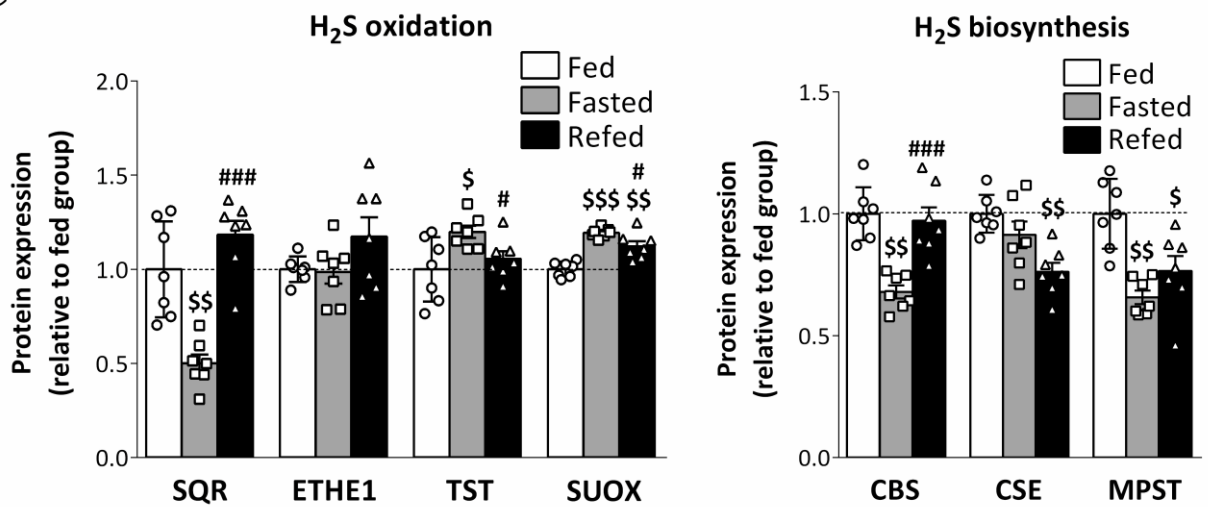 H2S oxidation
Fed
Fasted
Refed
Protein expression
(relative to fed group)
2.0
1.5
1.0
0.5
0.0
$$
###
$
#
$$$
#
$$
SQR
ETHE1
TST
SUOX
H2S biosynthesis
Fed
Fasted
Refed
Protein expression
(relative to fed group)
1.5
1.0
0.5
0.0
$$
###
$$
$$
$
CBS
CSE
MPST